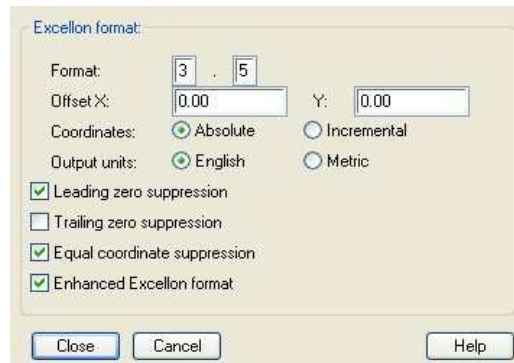 Excellon format:
Format: 3 . 5
Offset X: 0.00 Y: 0.00
Coordinates: Absolute Incremental
Output units: English Metric
Leading zero suppression
Trailing zero suppression
Equal coordinate suppression
Enhanced Excellon format
Close Cancel Help